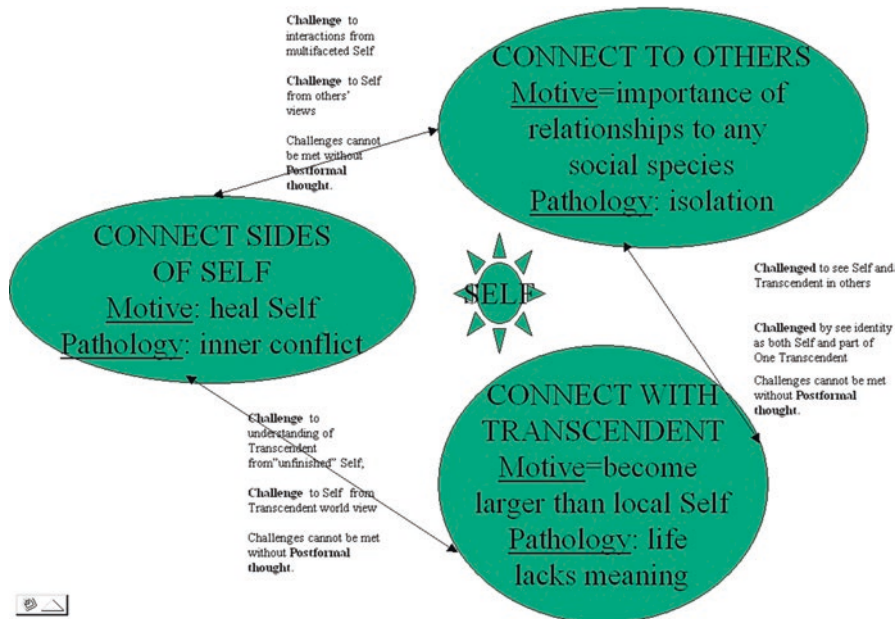 Challenge to
interactions from
multifaceted Self
Challenge to Self
from others'
views
Challenges cannot
be met without
Postformal
thought.
CONNECT TO OTHERS
Motive=importance of
relationships to any
social species
Pathology: isolation
CONNECT SIDES
OF SELF
Motive: heal Self
Pathology: inner conflict
SELF
Challenged to see Self and
Transcendent in others
Challenged by see identity
as both Self and part of
One Transcendent
Challenges cannot be met
without Postformal
thought.
Challenge to
understanding of
Transcendent
from"unfinished" Self,
Challenge to Self from
Transcendent world view
Challenges cannot be met
without Postformal
thought.
CONNECT WITH
TRANSCENDENT
Motive=become
larger than local Self
Pathology: life
lacks meaning